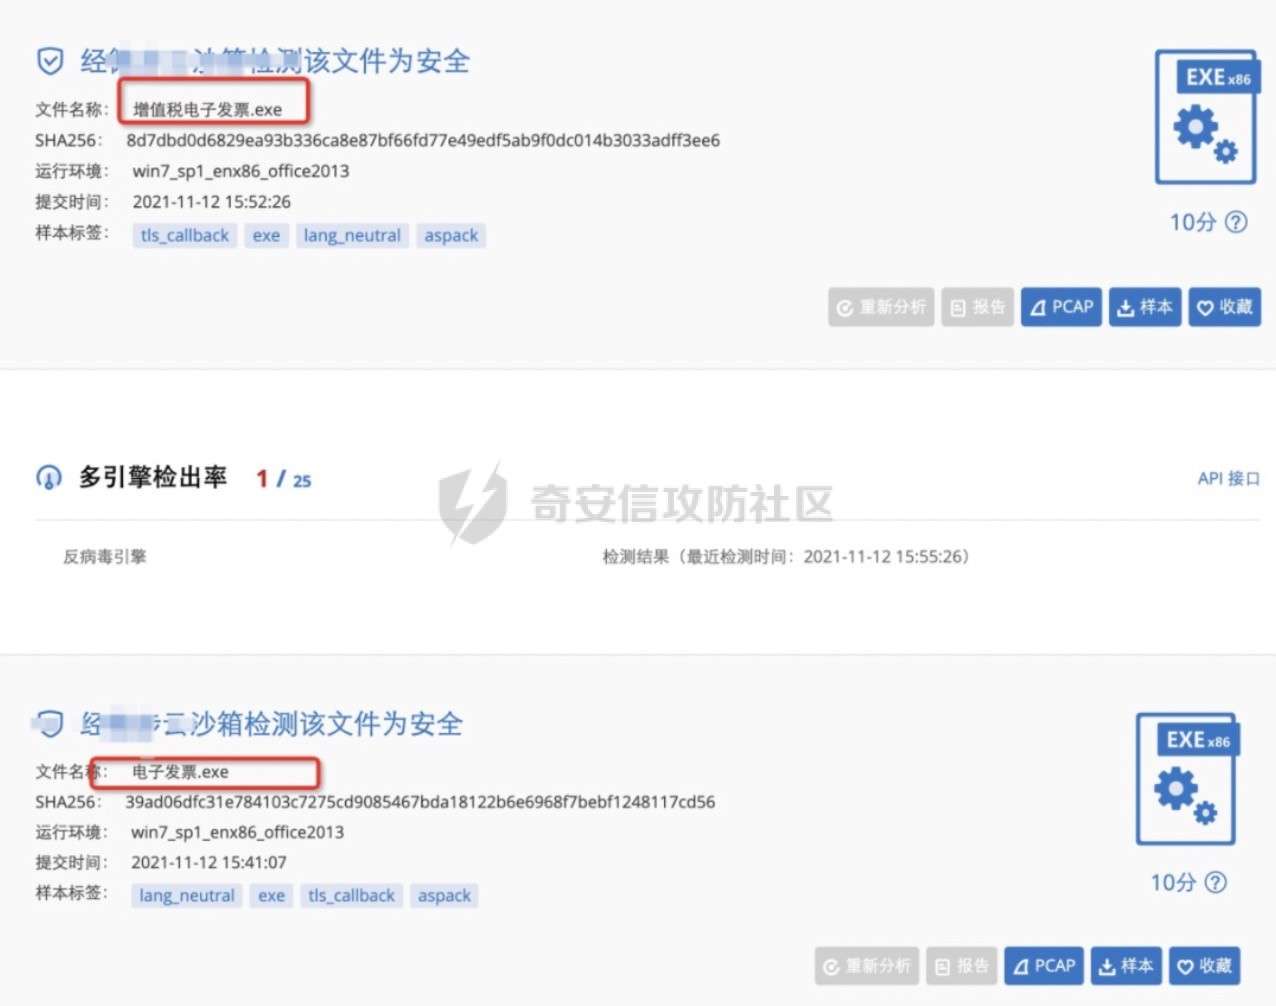 经 云沙箱检测该文件为安全
文件名称： 增值税电子发票.exe
SHA256： 8d7dbd0d6829ea93b336ca8e87bf66fd77e49edf5ab9f0dc014b3033adff3ee6
运行环境： win7_sp1_enx86_office2013
提交时间： 2021-11-12 15:52:26
样本标签： tls_callback exe lang_neutral aspack
EXE x86
10分 ?
重新分析 报告 PCAP 样本 收藏
多引擎检出率 1 / 25
API 接口
奇安信攻防社区
反病毒引擎 检测结果（最近检测时间：2021-11-12 15:55:26）
经 步云沙箱检测该文件为安全
文件名称： 电子发票.exe
SHA256： 39ad06dfc31e784103c7275cd9085467bda18122b6e6968f7bebf1248117cd56
运行环境： win7_sp1_enx86_office2013
提交时间： 2021-11-12 15:41:07
样本标签： lang_neutral exe tls_callback aspack
EXE x86
10分 ?
重新分析 报告 PCAP 样本 收藏